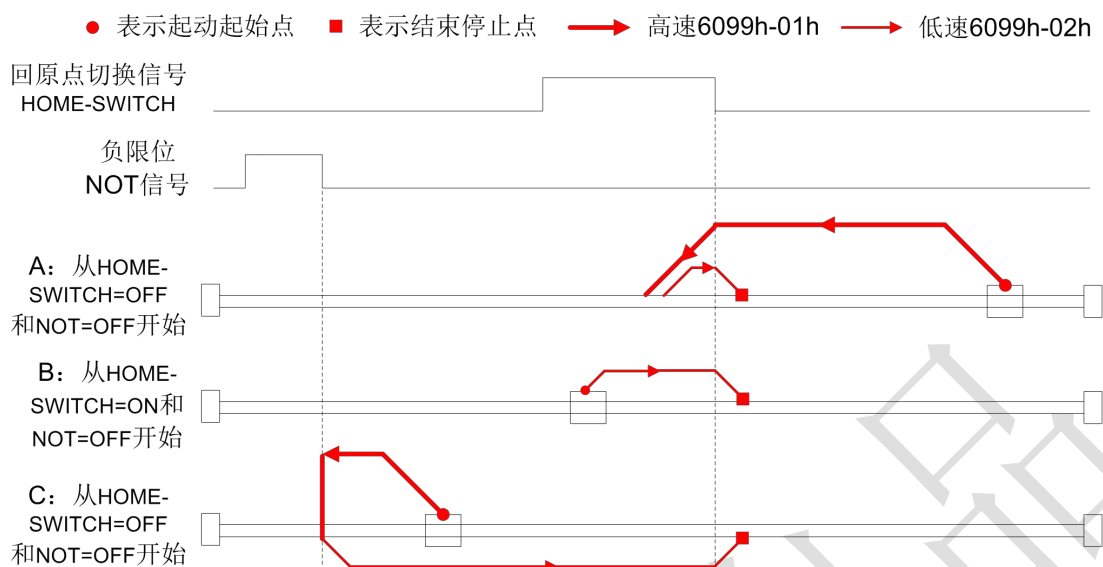 表示起动起始点 表示结束停止点 高速6099h-01h 低速6099h-02h
回原点切换信号
HOME-SWITCH
负限位
NOT信号
A：从HOME-
SWITCH=OFF
和NOT=OFF开始
B：从HOME-
SWITCH=ON和
NOT=OFF开始
C：从HOME-
SWITCH=OFF
和NOT=OFF开始